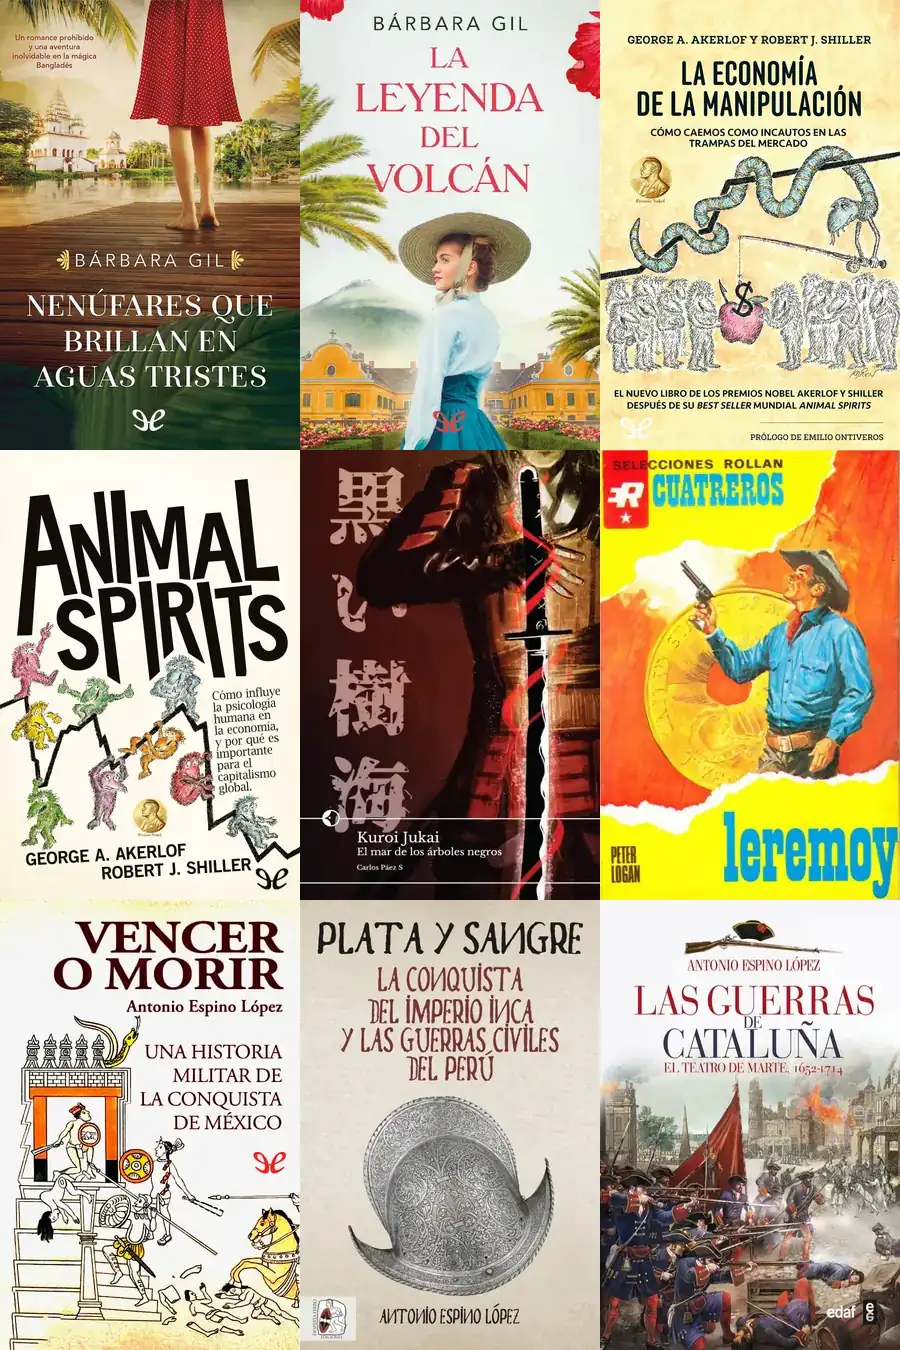 Un romance prohibido
y una aventura
inolvidable en la mágica
Bangladés
BÁRBARA GIL
NENÚFARES QUE
BRILLAN EN
AGUAS TRISTES
BÁRBARA GIL
LA
LEYENDA
DEL
VOLCÁN
GEORGE A. AKERLOF Y ROBERT J. SHILLER
LA ECONOMÍA
DE LA MANIPULACIÓN
CÓMO CAEMOS COMO INCAUTOS EN LAS
TRAMPAS DEL MERCADO
Premio Nobel
$
EL NUEVO LIBRO DE LOS PREMIOS NOBEL AKERLOF Y SHILLER
DESPUÉS DE SU BEST SELLER MUNDIAL ANIMAL SPIRITS
PRÓLOGO DE EMILIO ONTIVEROS
ANIMAL
SPIRITS
Cómo influye
la psicología
humana en
la economía,
y por qué es
importante
para el
capitalismo
global.
GEORGE A. AKERLOF
ROBERT J. SHILLER
黒
い
樹
海
Kuroi Jukai
El mar de los árboles negros
Carlos Páez S
SELECCIONES ROLLAN
R
CUATREROS
leremoy
PETER
LOGAN
VENCER
O MORIR
Antonio Espino López
UNA HISTORIA
MILITAR DE
LA CONQUISTA
DE MÉXICO
PLATA Y SANGRE
LA CONQUISTA
DEL IMPERIO INCA
Y LAS GUERRAS CIVILES
DEL PERÚ
ANTONIO ESPINO LÓPEZ
ANTONIO ESPINO LÓPEZ
LAS GUERRAS
DE
CATALUÑA
EL TEATRO DE MARTE, 1652-1714
edaf